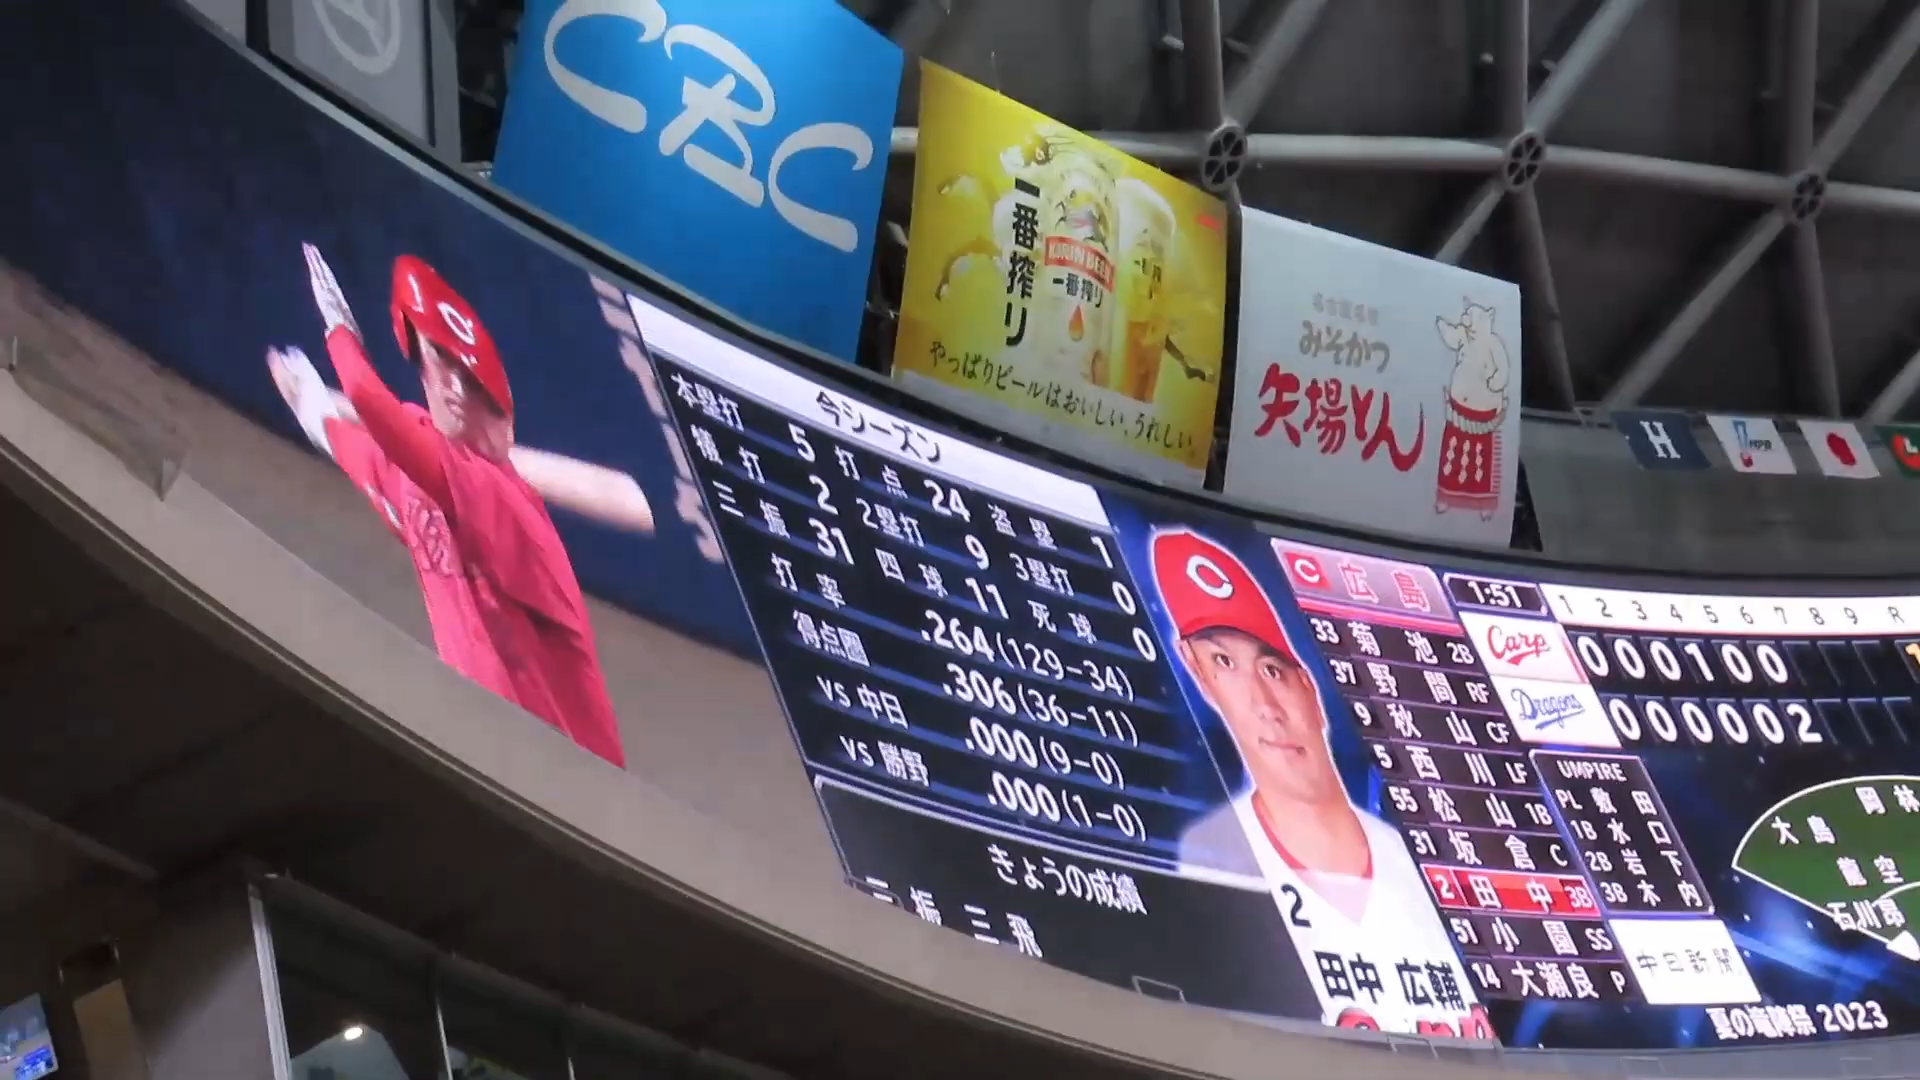 CBC
一番搾り
KIRIN BEER
一番搾り
やっぱりビールはおいしい、うれしい
名古屋名物
みそかつ
矢場とん
H
今シーズン
本塁打 5 打点 24 盗塁 1
犠打 2 2塁打 9 3塁打 0
三振 31 四球 11 死球 0
打率 .264(129-34)
得点圏 .306(36-11)
VS 中日 .000(9-0)
VS 勝野 .000(1-0)
きょうの成績
三振 三飛
2
田中 広輔
C 広島
33 菊池 2B
37 野間 RF
9 秋山 CF
5 西川 LF
55 松山 1B
31 坂倉 C
2 田中 3B
51 小園 SS
14 大瀬良 P
1:51
1 2 3 4 5 6 7 8 9 R
Carp 000100 1
Dragons 000002
UMPIRE
PL 敷田
1B 水口
2B 岩下
3B 木内
中日新聞
岡林
大島
龍空
石川昂
夏の竜陣祭 2023